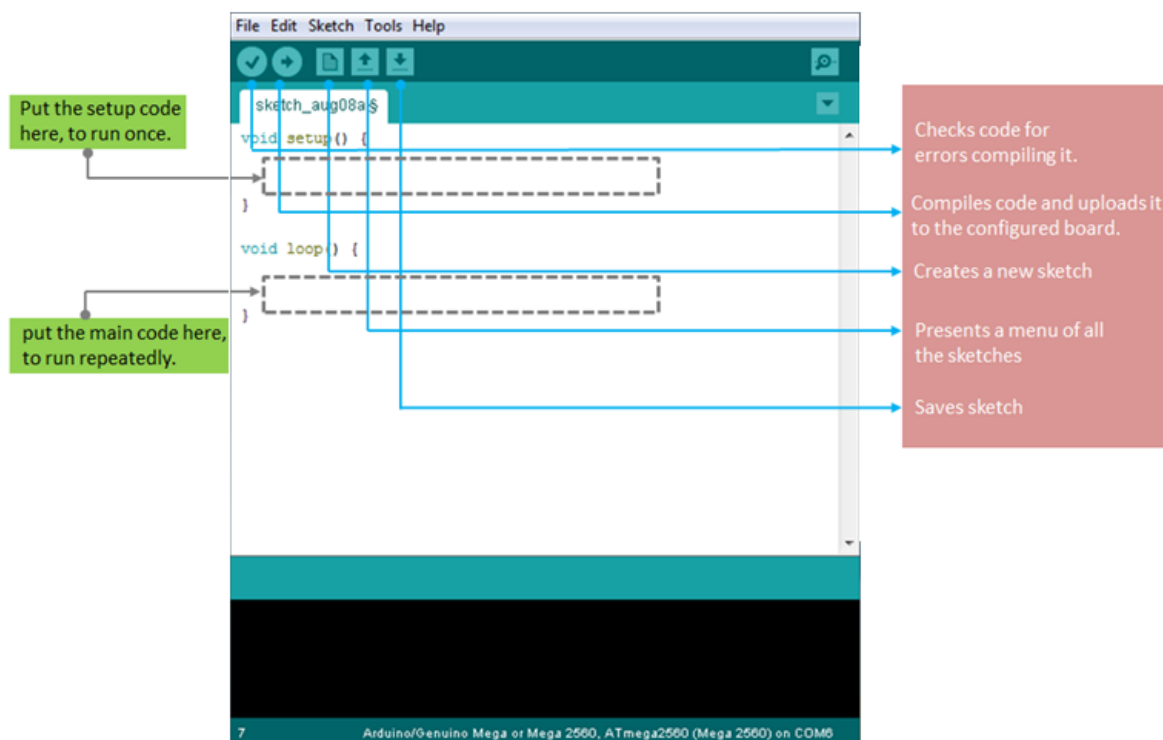 File Edit Sketch Tools Help
sketch_aug08a§
Put the setup code
here, to run once.
void setup() {
}
void loop() {
}
put the main code here,
to run repeatedly.
Checks code for
errors compiling it.
Compiles code and uploads it
to the configured board.
Creates a new sketch
Presents a menu of all
the sketches
Saves sketch
7
Arduino/Genuino Mega or Mega 2560, ATmega2560 (Mega 2560) on COM6